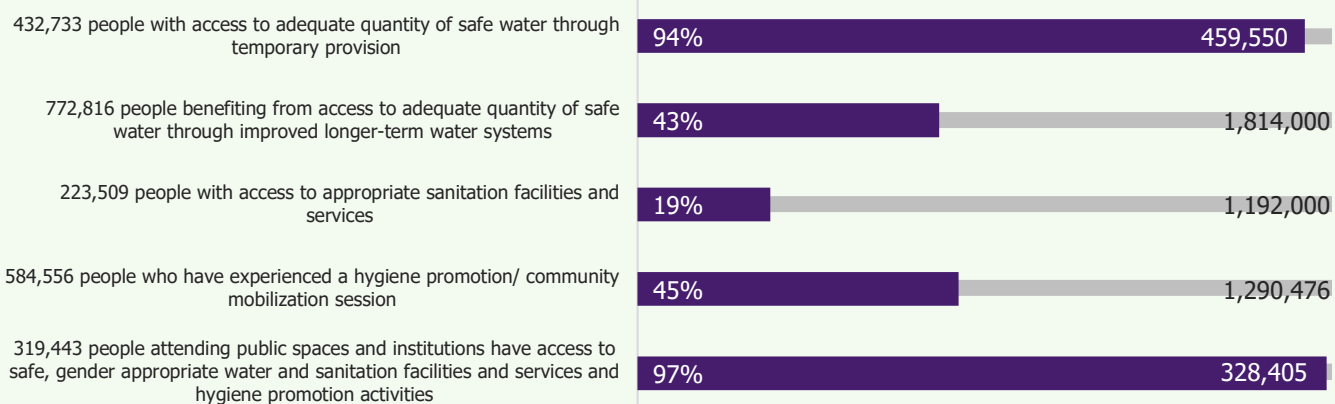 432,733 people with access to adequate quantity of safe water through
temporary provision
94%
459,550
772,816 people benefiting from access to adequate quantity of safe
water through improved longer-term water systems
43%
1,814,000
223,509 people with access to appropriate sanitation facilities and
services
19%
1,192,000
584,556 people who have experienced a hygiene promotion/ community
mobilization session
45%
1,290,476
319,443 people attending public spaces and institutions have access to
safe, gender appropriate water and sanitation facilities and services and
hygiene promotion activities
97%
328,405